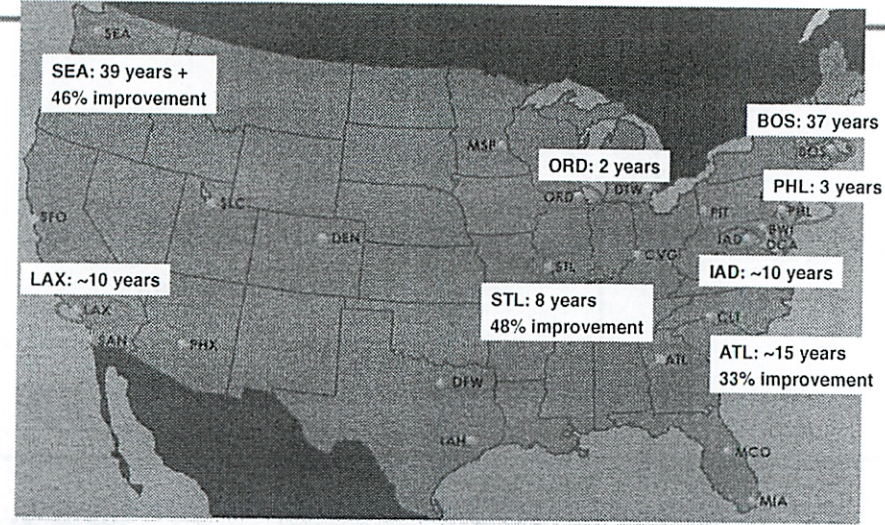 SEA
SEA: 39 years +
46% improvement
BOS: 37 years
BOS
MSP
ORD: 2 years
ORD
DTW
PHL: 3 years
PHL
PIT
BWI
IAD
DCA
SLC
SFO
DEN
CVG
STL
IAD: ~10 years
LAX: ~10 years
LAX
STL: 8 years
48% improvement
CLT
SAN
PHX
ATL
ATL: ~15 years
33% improvement
DFW
IAH
MCO
MIA